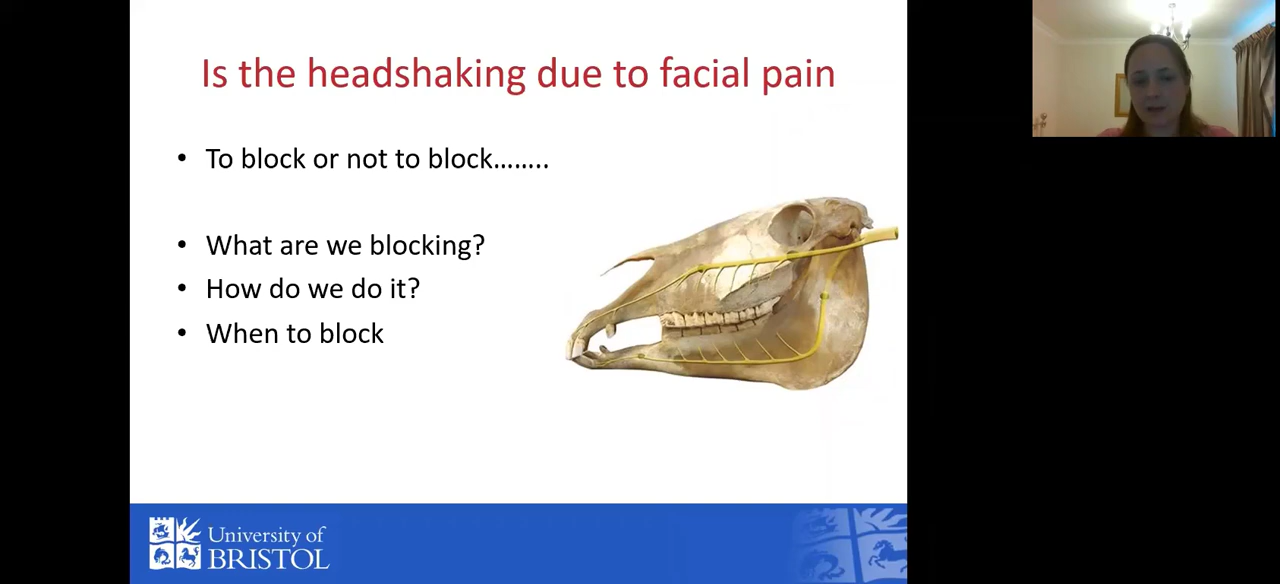 Is the headshaking due to facial pain
• To block or not to block……..
• What are we blocking?
• How do we do it?
• When to block
University of
BRISTOL